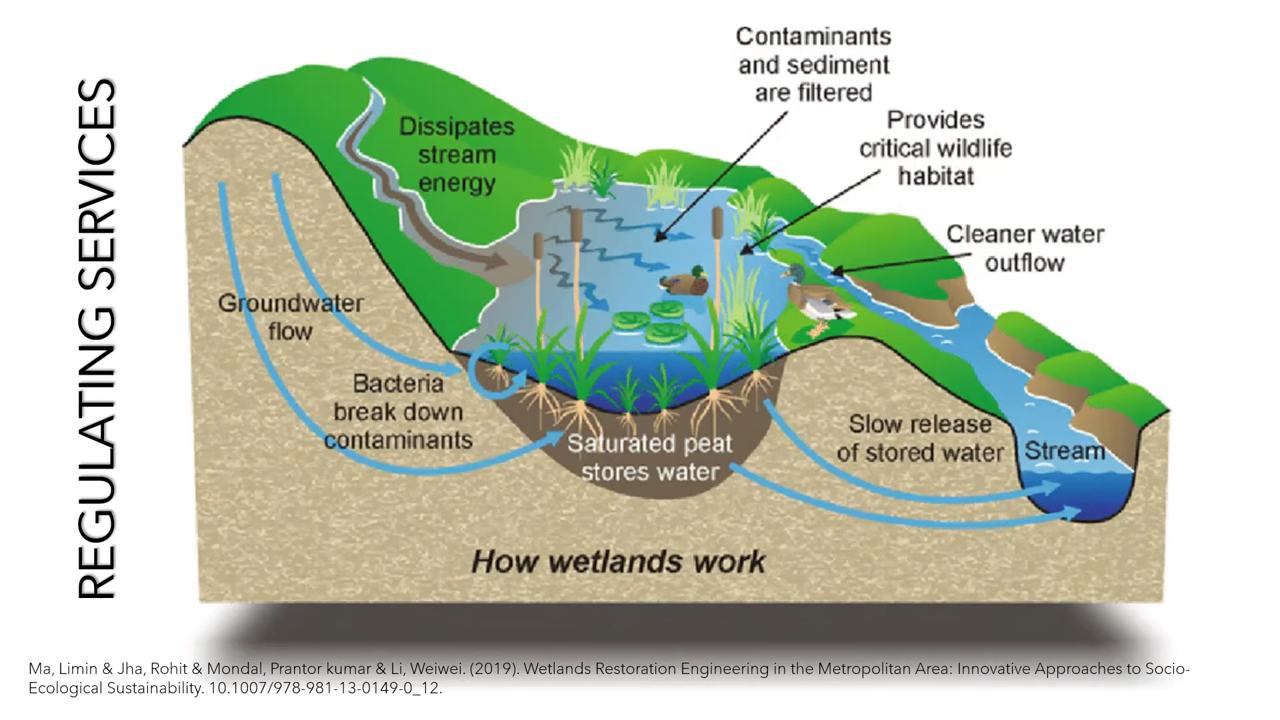 REGULATING SERVICES
Contaminants
and sediment
are filtered
Provides
critical wildlife
habitat
Dissipates
stream
energy
Cleaner water
outflow
Groundwater
flow
Bacteria
break down
contaminants
Saturated peat
stores water
Slow release
of stored water
Stream
How wetlands work
Ma, Limin & Jha, Rohit & Mondal, Prantor kumar & Li, Weiwei. (2019). Wetlands Restoration Engineering in the Metropolitan Area: Innovative Approaches to Socio-
Ecological Sustainability. 10.1007/978-981-13-0149-0_12.